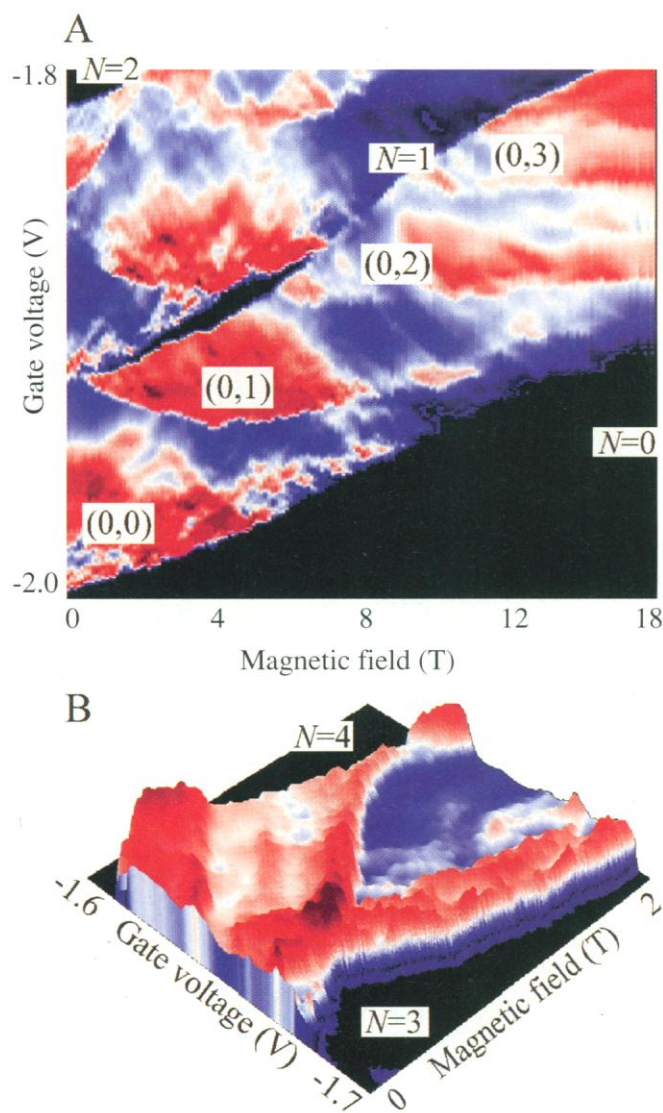 A
-1.8
N=2
N=1
(0,3)
(0,2)
Gate voltage (V)
(0,1)
N=0
(0,0)
-2.0
0 4 8 12 18
Magnetic field (T)
B
N=4
-1.6
Gate voltage (V)
-1.7
N=3
0
Magnetic field (T)
2